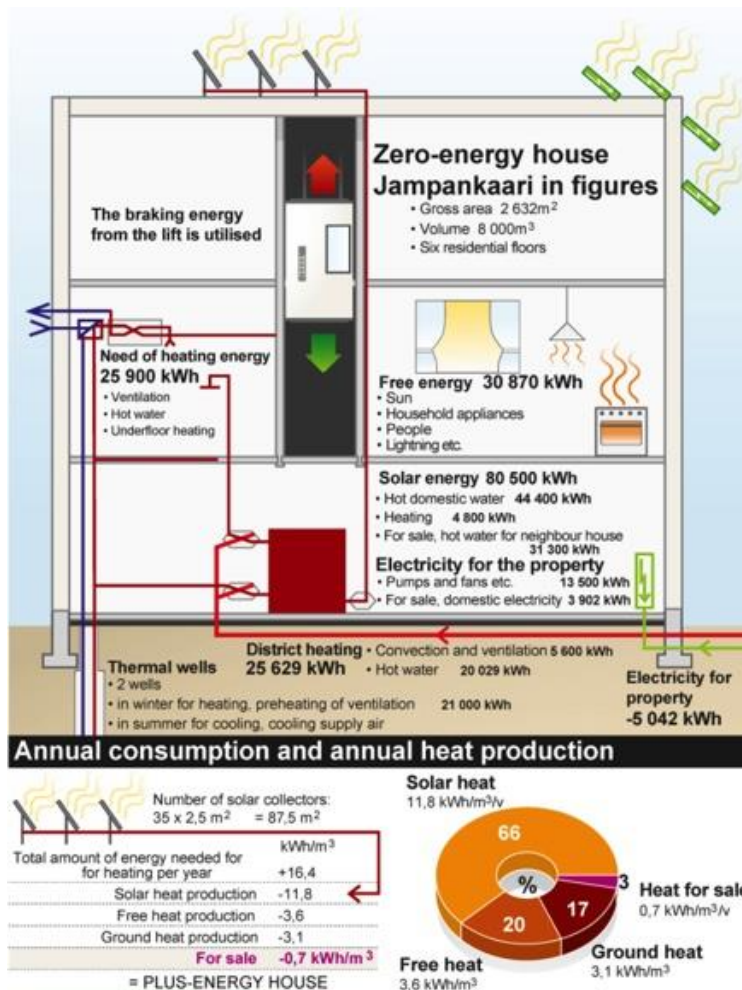 Zero-energy house
Jampankaari in figures
• Gross area 2 632m²
• Volume 8 000m³
• Six residential floors
The braking energy
from the lift is utilised
Need of heating energy
25 900 kWh
• Ventilation
• Hot water
• Underfloor heating
Free energy 30 870 kWh
• Sun
• Household appliances
• People
• Lightning etc.
Solar energy 80 500 kWh
• Hot domestic water 44 400 kWh
• Heating 4 800 kWh
• For sale, hot water for neighbour house
31 300 kWh
Electricity for the property
• Pumps and fans etc. 13 500 kWh
• For sale, domestic electricity 3 902 kWh
District heating
25 629 kWh
• Convection and ventilation 5 600 kWh
• Hot water 20 029 kWh
Thermal wells
• 2 wells
• in winter for heating, preheating of ventilation 21 000 kWh
• in summer for cooling, cooling supply air
Electricity for
property
-5 042 kWh
Annual consumption and annual heat production
Number of solar collectors:
35 x 2,5 m² = 87,5 m²
kWh/m³
Total amount of energy needed for
for heating per year +16,4
Solar heat production -11,8
Free heat production -3,6
Ground heat production -3,1
For sale -0,7 kWh/m³
= PLUS-ENERGY HOUSE
Solar heat
11,8 kWh/m³/v
66
%
3
17
20
Heat for sale
0,7 kWh/m³/v
Ground heat
3,1 kWh/m³
Free heat
3,6 kWh/m³